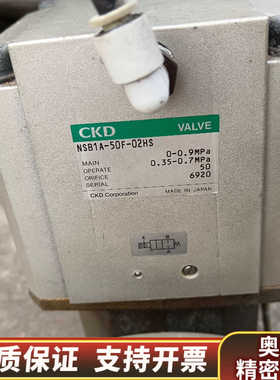 CKD VALVE
NSB1A-50F-02HS
MAIN 0-0.9MPa
OPERATE 0.35-0.7MPa
ORIFICE 50
SERIAL 6920
CKD Corporation MADE IN JAPAN
质保证 支持开票
奥
精密